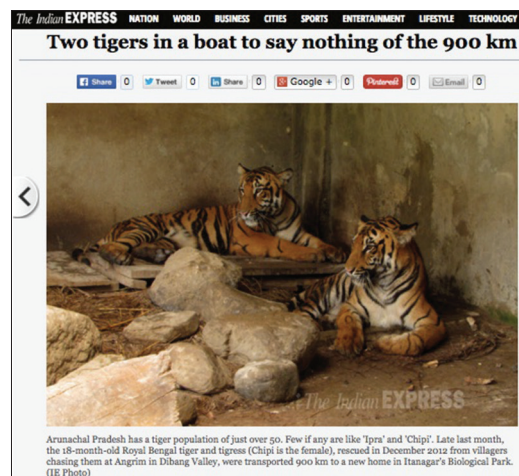 The Indian EXPRESS NATION WORLD BUSINESS CITIES SPORTS ENTERTAINMENT LIFESTYLE TECHNOLOGY
Two tigers in a boat to say nothing of the 900 km
Share 0 Tweet 0 Share 0 Google + 0 Pinterest 0 Email 0
The Indian EXPRESS
Arunachal Pradesh has a tiger population of just over 50. Few if any are like 'Ipra' and 'Chipi'. Late last month,
the 18-month-old Royal Bengal tiger and tigress (Chipi is the female), rescued in December 2012 from villagers
chasing them at Angrim in Dibang Valley, were transported 900 km to a new home in Itanagar's Biological Park.
(IE Photo)